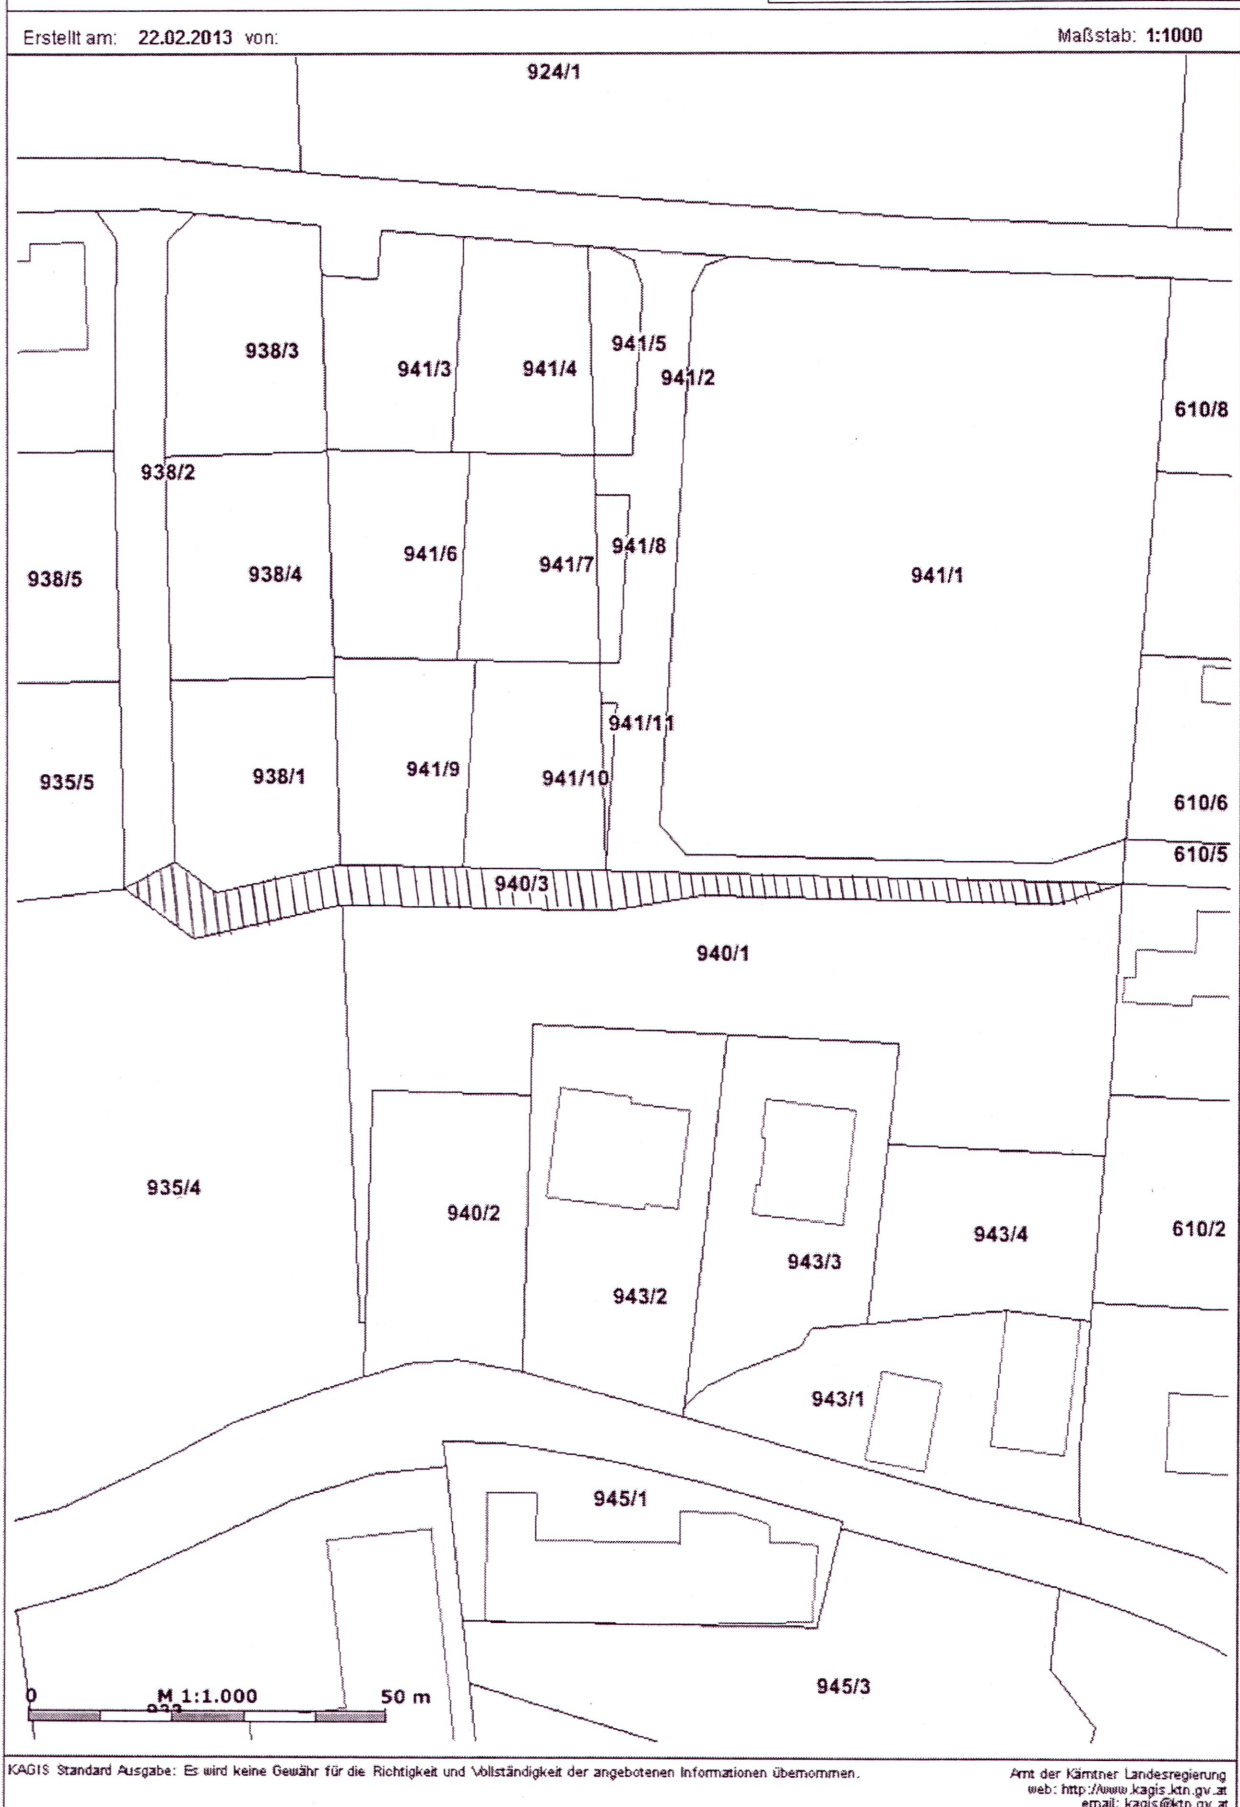 Erstellt am: 22.02.2013 von: Maßstab: 1:1000
924/1
938/3 941/3 941/4 941/5 941/2
610/8
938/2
938/5 938/4 941/6 941/7 941/8 941/1
941/11
935/5 938/1 941/9 941/10 610/6
610/5
940/3
940/1
935/4 940/2 943/4 610/2
943/3
943/2
943/1
945/1
945/3
0 M 1:1.000 50 m
KAGIS Standard Ausgabe: Es wird keine Gewähr für die Richtigkeit und Vollständigkeit der angebotenen Informationen übernommen.
Amt der Kärntner Landesregierung
web: http://www.kagis.ktn.gv.at
email: kagis@ktn.gv.at